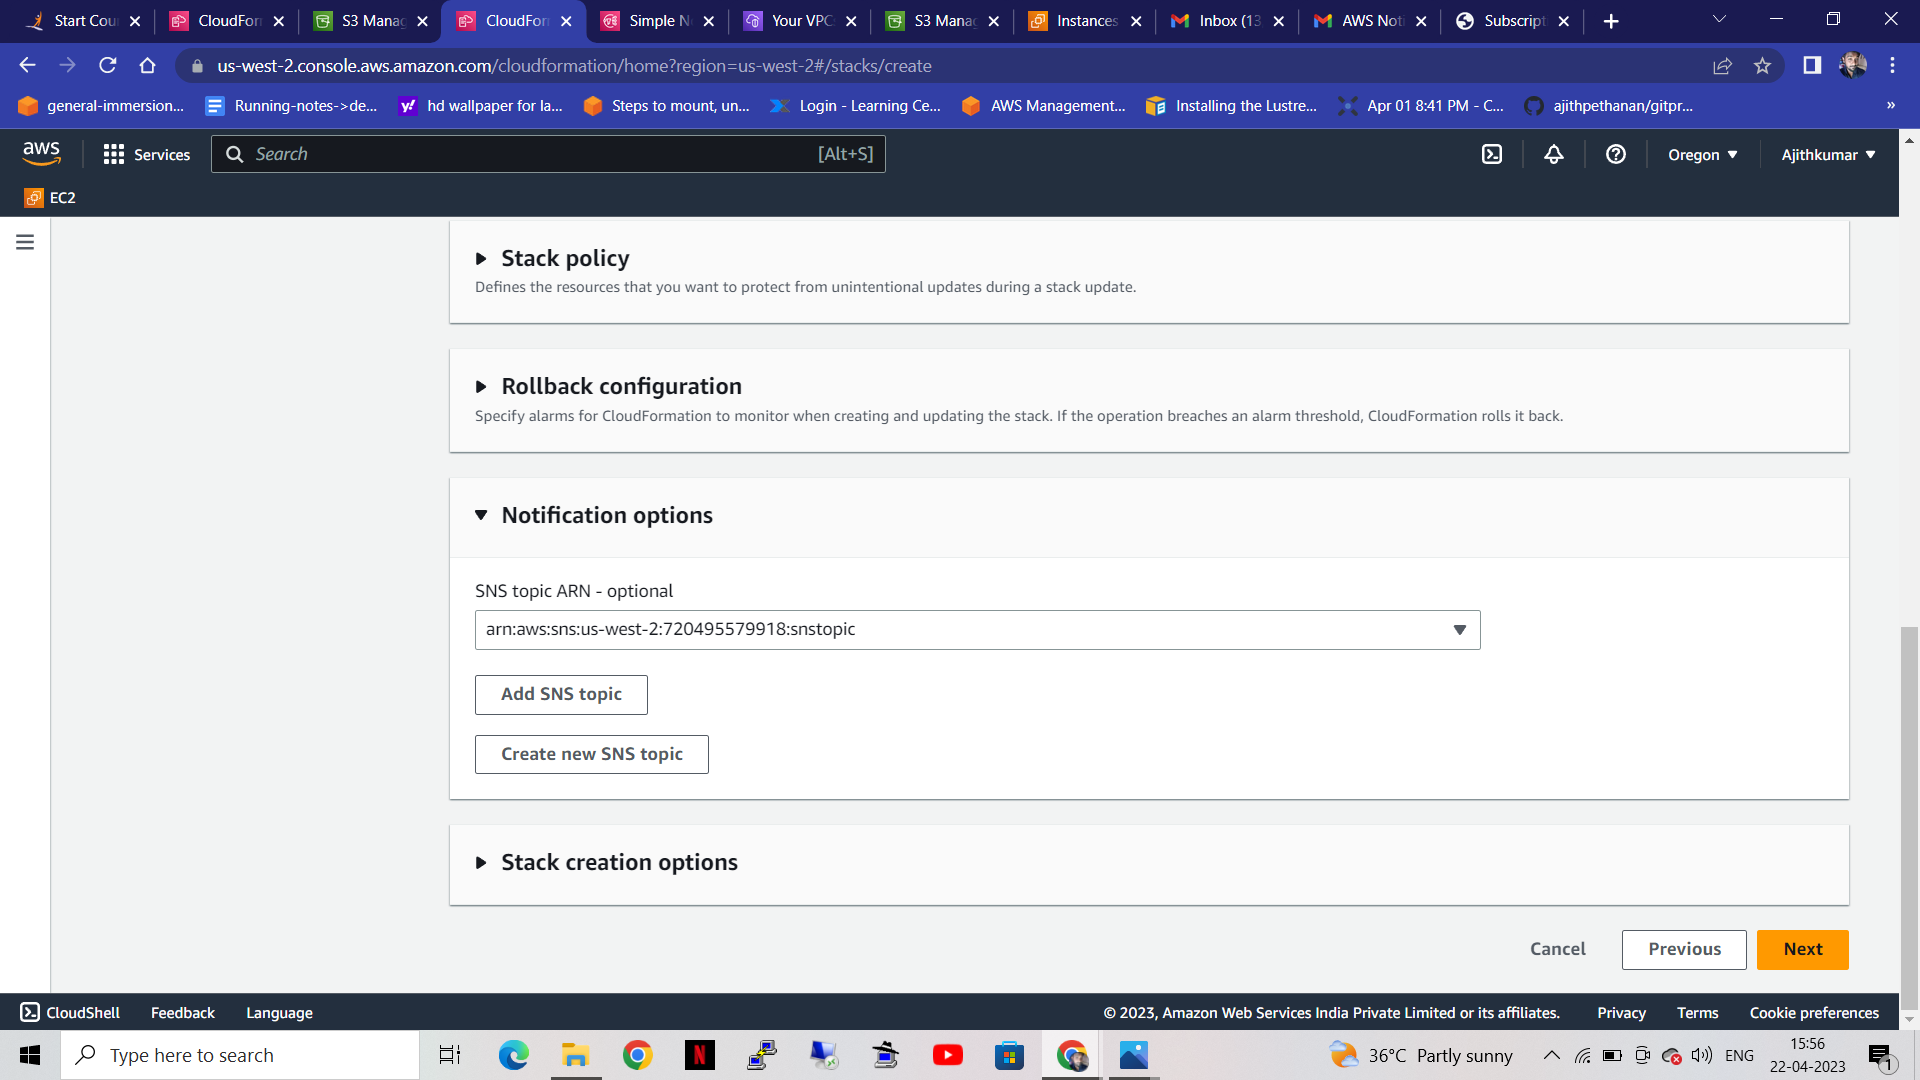 Start Cou
CloudForr
S3 Manag
CloudForr
Simple N
Your VPC
S3 Manag
Instances
Inbox (13
AWS Noti
Subscript
us-west-2.console.aws.amazon.com/cloudformation/home?region=us-west-2#/stacks/create
general-immersion...
Running-notes->de...
hd wallpaper for la...
Steps to mount, un...
Login - Learning Ce...
AWS Management...
Installing the Lustre...
Apr 01 8:41 PM - C...
ajithpethanan/gitpr...
»
aws
Services
Search
[Alt+S]
Oregon
Ajithkumar
EC2
Stack policy
Defines the resources that you want to protect from unintentional updates during a stack update.
Rollback configuration
Specify alarms for CloudFormation to monitor when creating and updating the stack. If the operation breaches an alarm threshold, CloudFormation rolls it back.
Notification options
SNS topic ARN - optional
arn:aws:sns:us-west-2:720495579918:snstopic
Add SNS topic
Create new SNS topic
Stack creation options
Cancel
Previous
Next
CloudShell
Feedback
Language
© 2023, Amazon Web Services India Private Limited or its affiliates.
Privacy
Terms
Cookie preferences
Type here to search
36°C Partly sunny
ENG
15:56
22-04-2023
1